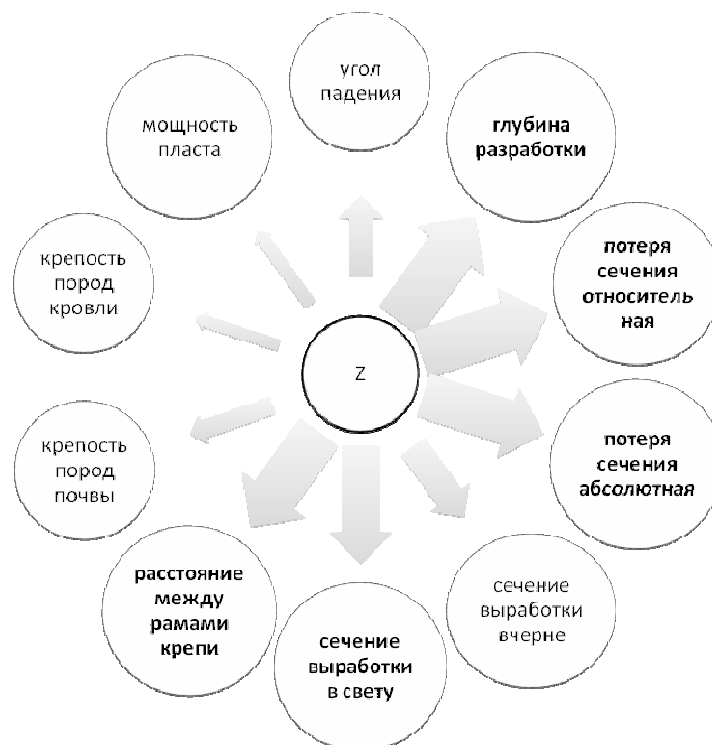 угол
падения
глубина
разработки
потеря
сечения
относитель
ная
потеря
сечения
абсолютная
сечение
выработки
вчерне
сечение
выработки
в свету
расстояние
между
рамами
крепи
крепость
пород
почвы
крепость
пород
кровли
мощность
пласта
Z